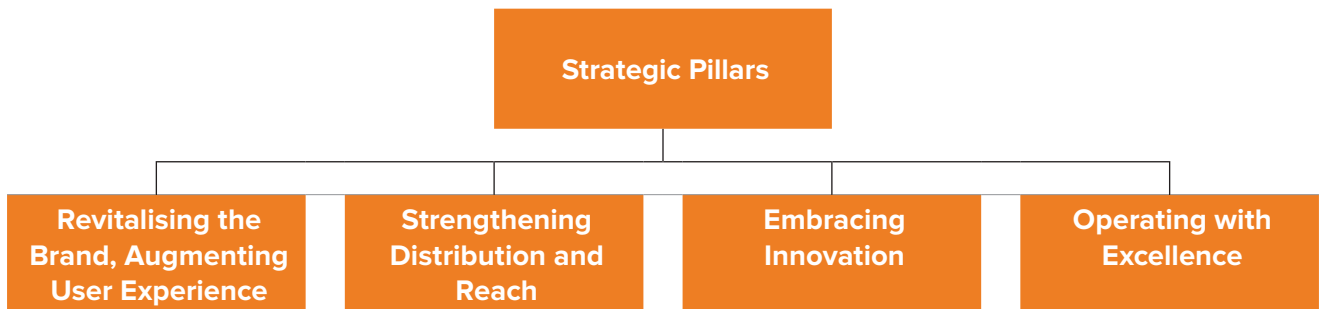 Strategic Pillars
Revitalising the
Brand, Augmenting
User Experience
Strengthening
Distribution and
Reach
Embracing
Innovation
Operating with
Excellence